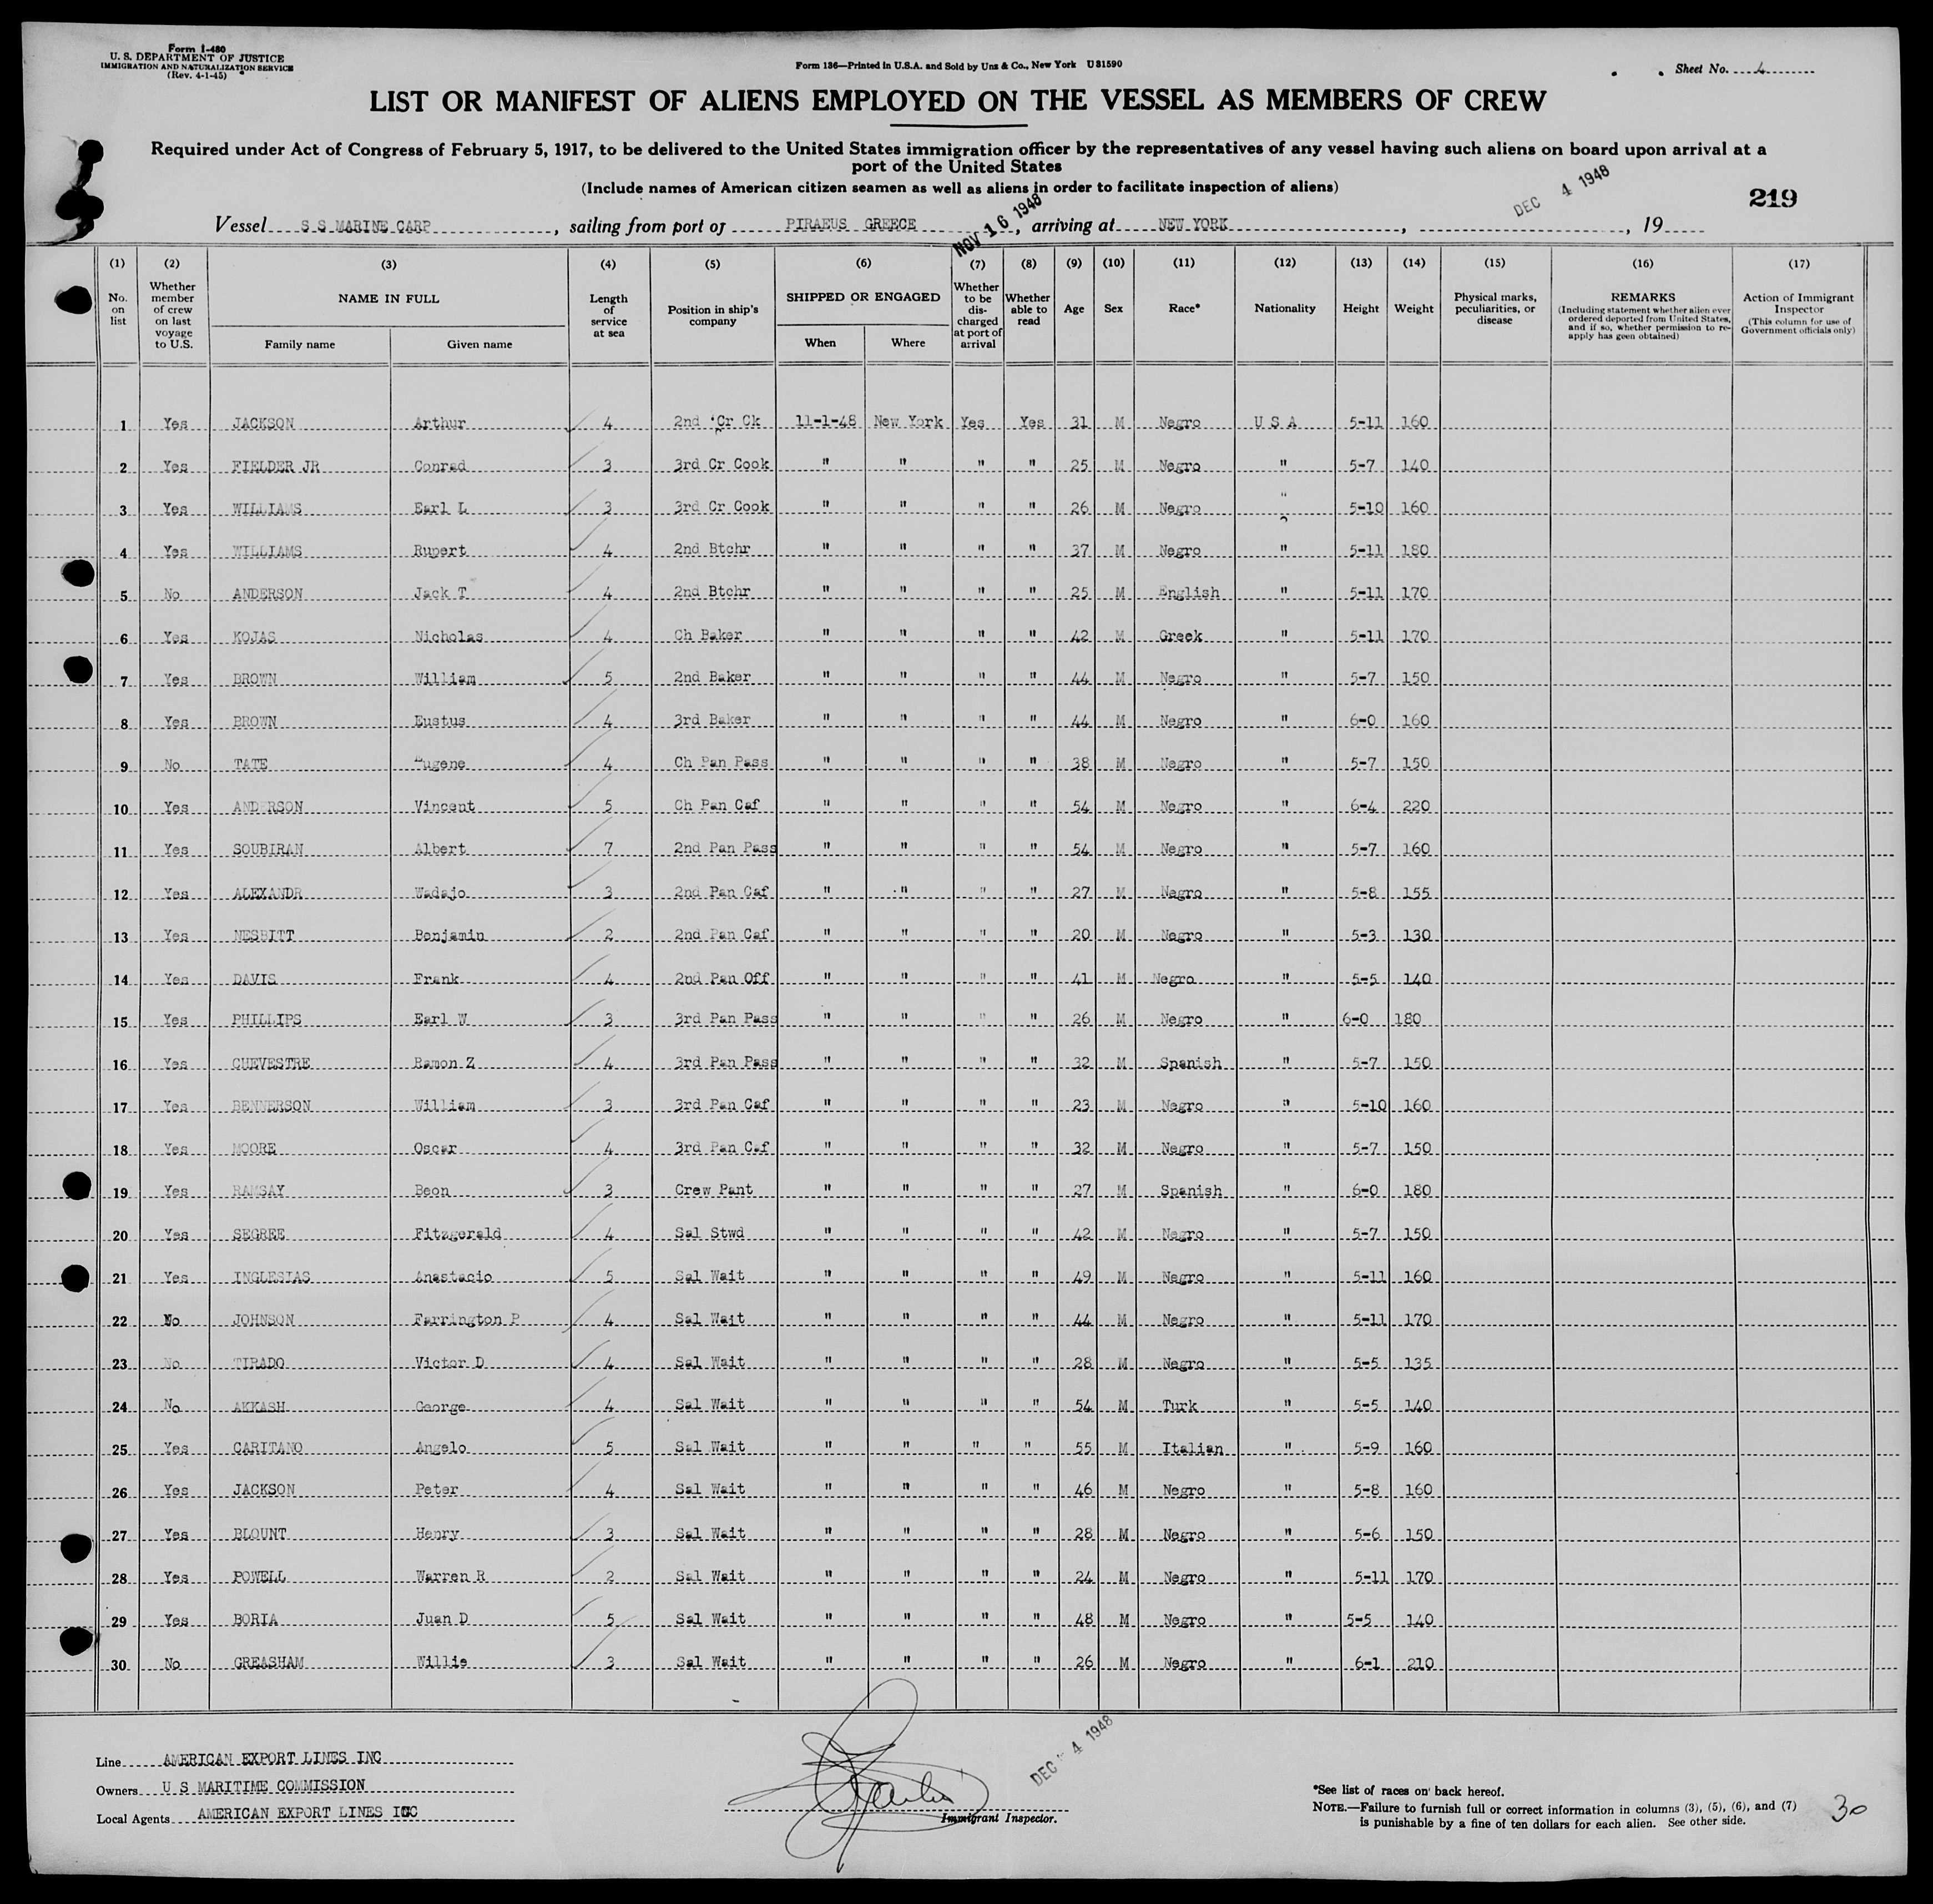 Form I-480
U. S. DEPARTMENT OF JUSTICE
IMMIGRATION AND NATURALIZATION SERVICE
(Rev. 4-1-45)
Form 136—Printed in U.S.A. and Sold by Unz & Co., New York U81590
Sheet No. 4
LIST OR MANIFEST OF ALIENS EMPLOYED ON THE VESSEL AS MEMBERS OF CREW
Required under Act of Congress of February 5, 1917, to be delivered to the United States immigration officer by the representatives of any vessel having such aliens on board upon arrival at a
port of the United States
(Include names of American citizen seamen as well as aliens in order to facilitate inspection of aliens)
DEC 4 1948
219
Vessel S S MARINE CARP, sailing from port of PIRAEUS GREECE NOV 16 1948, arriving at NEW YORK, , 19
(1) No. on list (2) Whether member of crew on last voyage to U.S. (3) NAME IN FULL Family name Given name (4) Length of service at sea (5) Position in ship's company (6) SHIPPED OR ENGAGED When Where (7) Whether to be discharged at port of arrival (8) Whether able to read (9) Age (10) Sex (11) Race* (12) Nationality (13) Height (14) Weight (15) Physical marks, peculiarities, or disease (16) REMARKS (Including statement whether alien ever ordered deported from United States, and if so, whether permission to re-apply has geen obtained) (17) Action of Immigrant Inspector (This column for use of Government officials only)
1 Yes JACKSON Arthur 4 2nd Cr Ck 11-1-48 New York Yes Yes 31 M Negro U S A 5-11 160
2 Yes FIELDER JR Conrad 3 3rd Cr Cook " " " " 25 M Negro " 5-7 140
3 Yes WILLIAMS Earl L 3 3rd Cr Cook " " " " 26 M Negro " 5-10 160
4 Yes WILLIAMS Rupert 4 2nd Btchr " " " " 37 M Negro " 5-11 180
5 No ANDERSON Jack T 4 2nd Btchr " " " " 25 M English " 5-11 170
6 Yes KOJAS Nicholas 4 Ch Baker " " " " 42 M Greek " 5-11 170
7 Yes BROWN William 5 2nd Baker " " " " 44 M Negro " 5-7 150
8 Yes BROWN Eustus 4 3rd Baker " " " " 44 M Negro " 6-0 160
9 No TATE Eugene 4 Ch Pan Pass " " " " 38 M Negro " 5-7 150
10 Yes ANDERSON Vincent 5 Ch Pan Caf " " " " 54 M Negro " 6-4 220
11 Yes SOUBIRAN Albert 7 2nd Pan Pass " " " " 54 M Negro " 5-7 160
12 Yes ALEXANDR Wadajo 3 2nd Pan Caf " " " " 27 M Negro " 5-8 155
13 Yes NESBITT Benjamin 2 2nd Pan Caf " " " " 20 M Negro " 5-3 130
14 Yes DAVIS Frank 4 2nd Pan Off " " " " 41 M Negro " 5-5 140
15 Yes PHILLIPS Earl W 3 3rd Pan Pass " " " " 26 M Negro " 6-0 180
16 Yes CHEVESTRE Ramon Z 4 3rd Pan Pass " " " " 32 M Spanish " 5-7 150
17 Yes BENNERSON William 3 3rd Pan Caf " " " " 23 M Negro " 5-10 160
18 Yes MOORE Oscar 4 3rd Pan Caf " " " " 32 M Negro " 5-7 150
19 Yes RAMSAY Beon 3 Crew Pant " " " " 27 M Spanish " 6-0 180
20 Yes SEGREE Fitzgerald 4 Sal Stwd " " " " 42 M Negro " 5-7 150
21 Yes INGLESIAS Anastacio 5 Sal Wait " " " " 49 M Negro " 5-11 160
22 No JOHNSON Farrington P 4 Sal Wait " " " " 44 M Negro " 5-11 170
23 No TIRADO Victor D 4 Sal Wait " " " " 28 M Negro " 5-5 135
24 No AKKASH George 4 Sal Wait " " " " 54 M Turk " 5-5 140
25 Yes CARITANO Angelo 5 Sal Wait " " " " 55 M Italian " 5-9 160
26 Yes JACKSON Peter 4 Sal Wait " " " " 46 M Negro " 5-8 160
27 Yes BLOUNT Henry 3 Sal Wait " " " " 28 M Negro " 5-6 150
28 Yes POWELL Warren R 2 Sal Wait " " " " 24 M Negro " 5-11 170
29 Yes BORIA Juan D 5 Sal Wait " " " " 48 M Negro " 5-5 140
30 No GREASHAM Willie 3 Sal Wait " " " " 26 M Negro " 6-1 210
Line AMERICAN EXPORT LINES INC
Owners U S MARITIME COMMISSION
Local Agents AMERICAN EXPORT LINES INC
DEC 4 1948
Immigrant Inspector.
*See list of races on back hereof.
NOTE.—Failure to furnish full or correct information in columns (3), (5), (6), and (7)
is punishable by a fine of ten dollars for each alien. See other side.
30